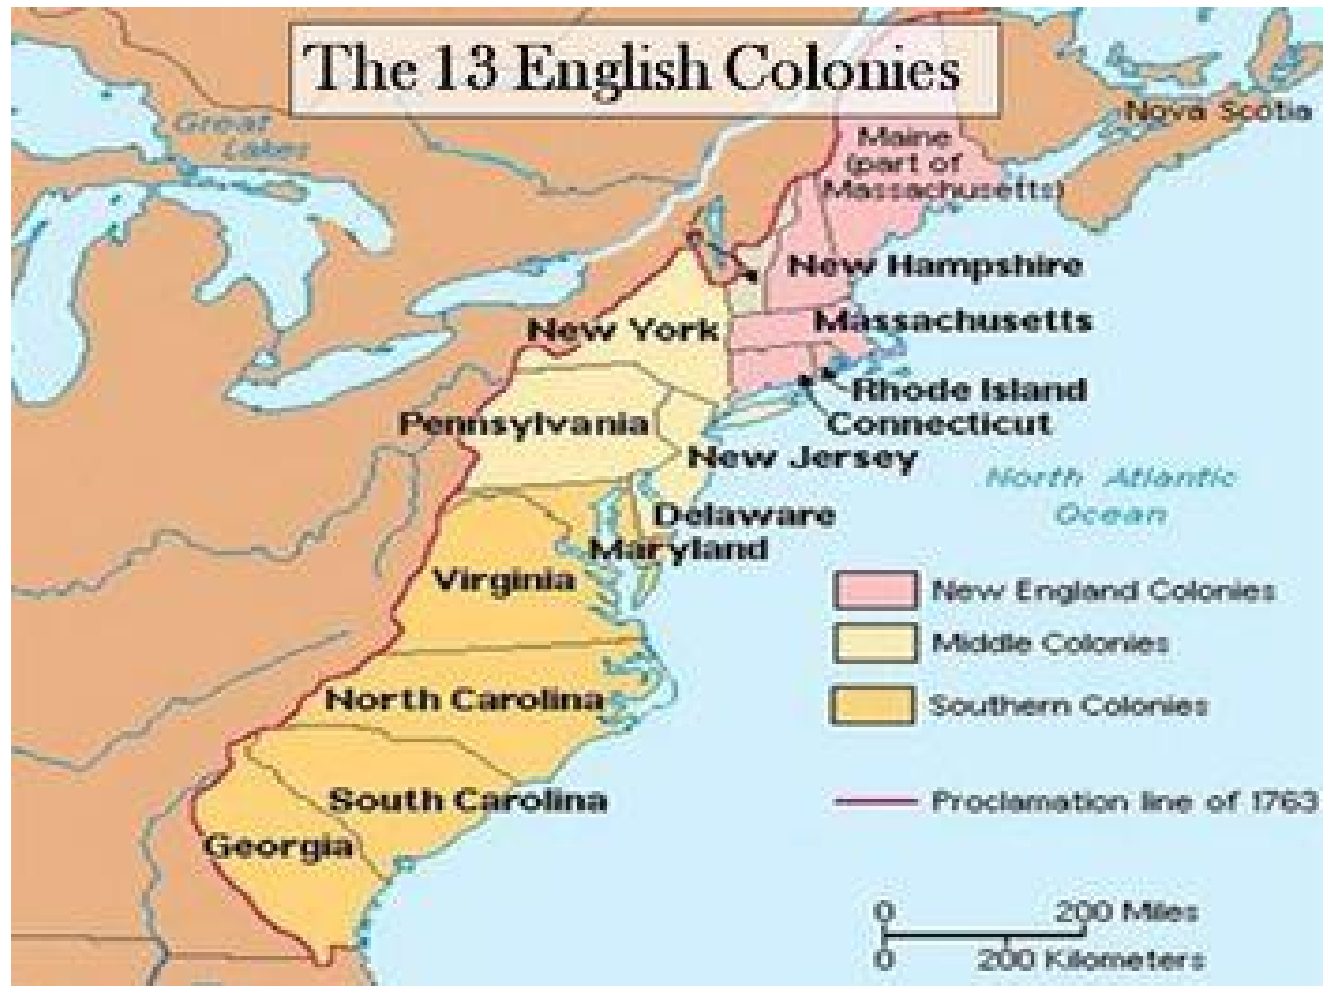 The 13 English Colonies
Great
Lakes
Nova Scotia
Maine
(part of
Massachusetts)
New Hampshire
Massachusetts
New York
Rhode Island
Connecticut
Pennsylvania
New Jersey
North Atlantic
Ocean
Delaware
Maryland
Virginia
New England Colonies
Middle Colonies
Southern Colonies
North Carolina
South Carolina
Proclamation line of 1763
Georgia
0 200 Miles
0 200 Kilometers